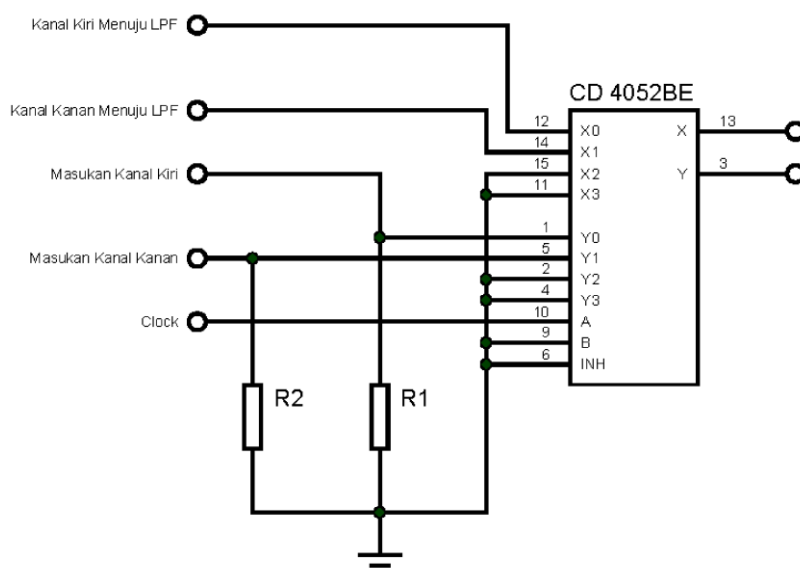 Kanal Kiri Menuju LPF
Kanal Kanan Menuju LPF
Masukan Kanal Kiri
Masukan Kanal Kanan
Clock
R2
R1
CD 4052BE
12 X0
14 X1
15 X2
11 X3
1 Y0
5 Y1
2 Y2
4 Y3
10 A
9 B
6 INH
X 13
Y 3